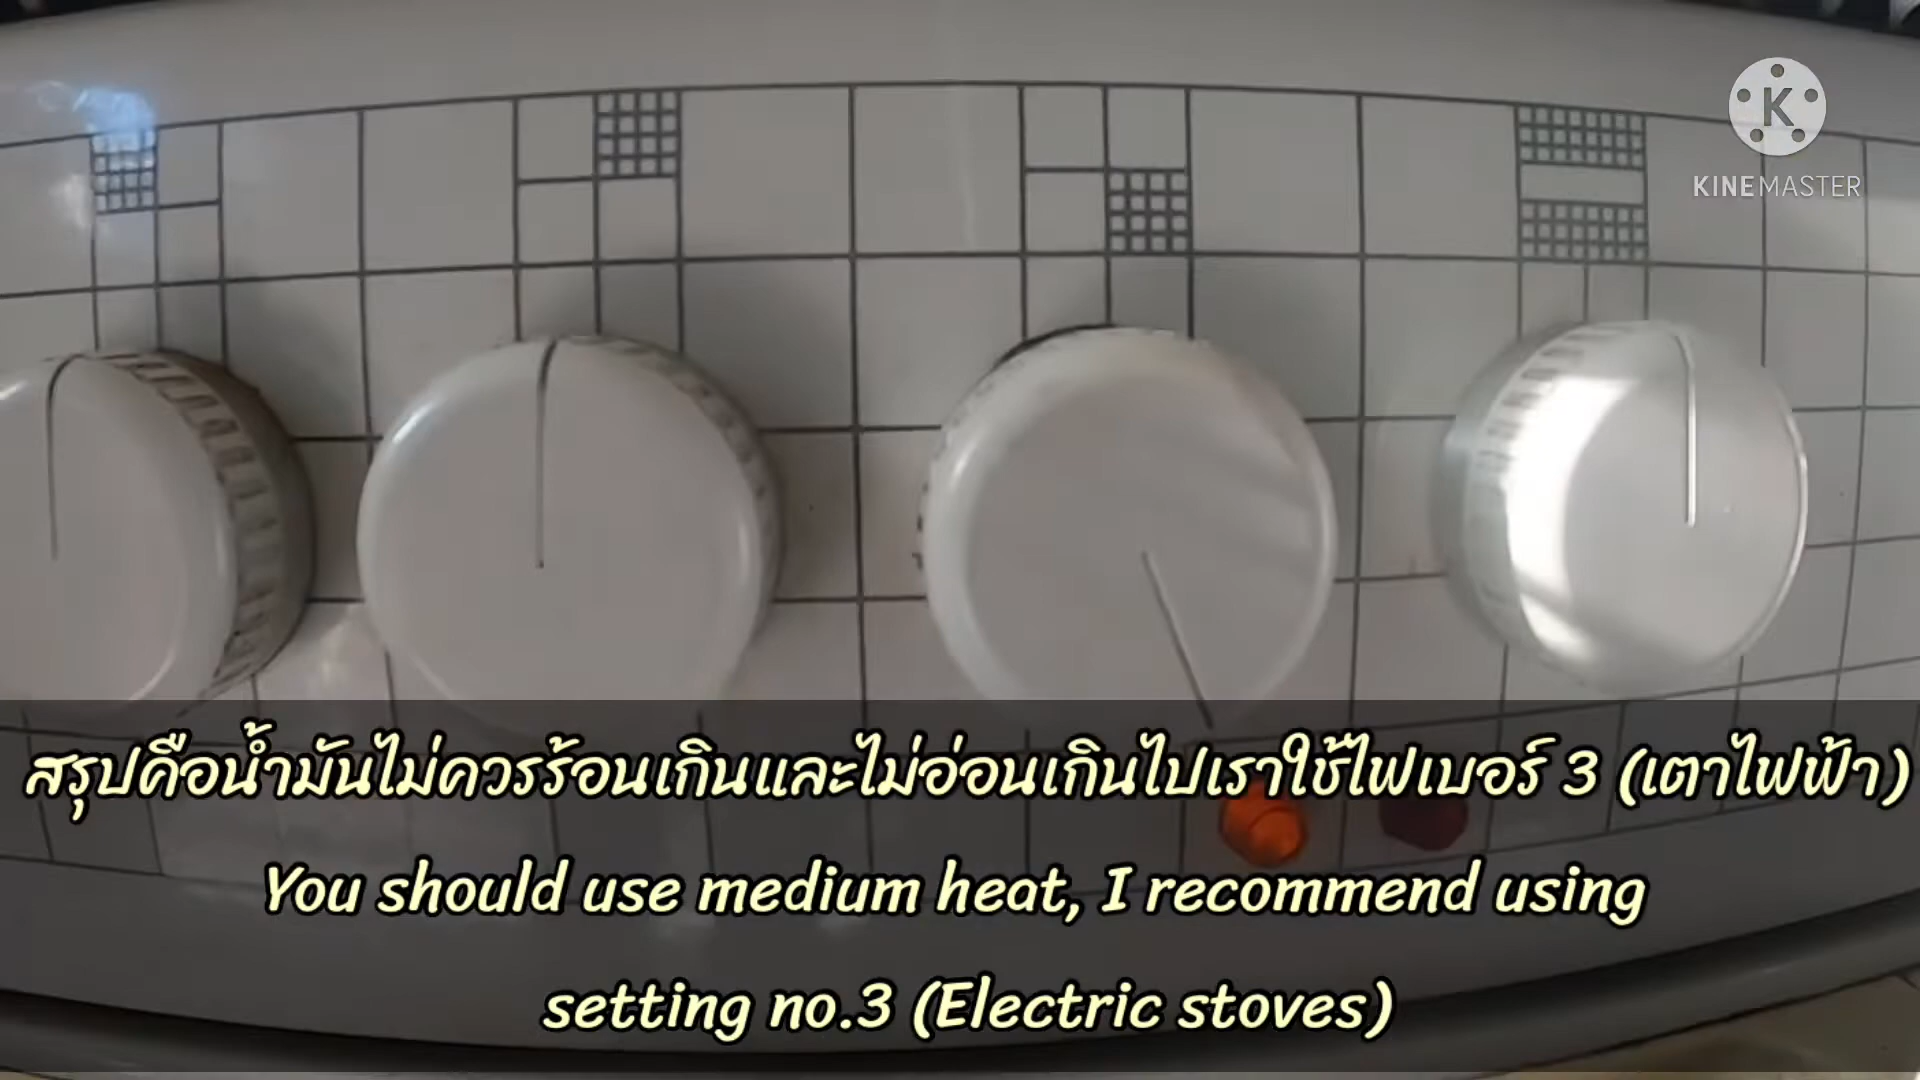 KINEMASTER
สรุปคือน้ำมันไม่ควรร้อนเกินและไม่อ่อนเกินไปเราใช้ไฟเบอร์ 3 (เตาไฟฟ้า)
You should use medium heat, I recommend using
setting no.3 (Electric stoves)